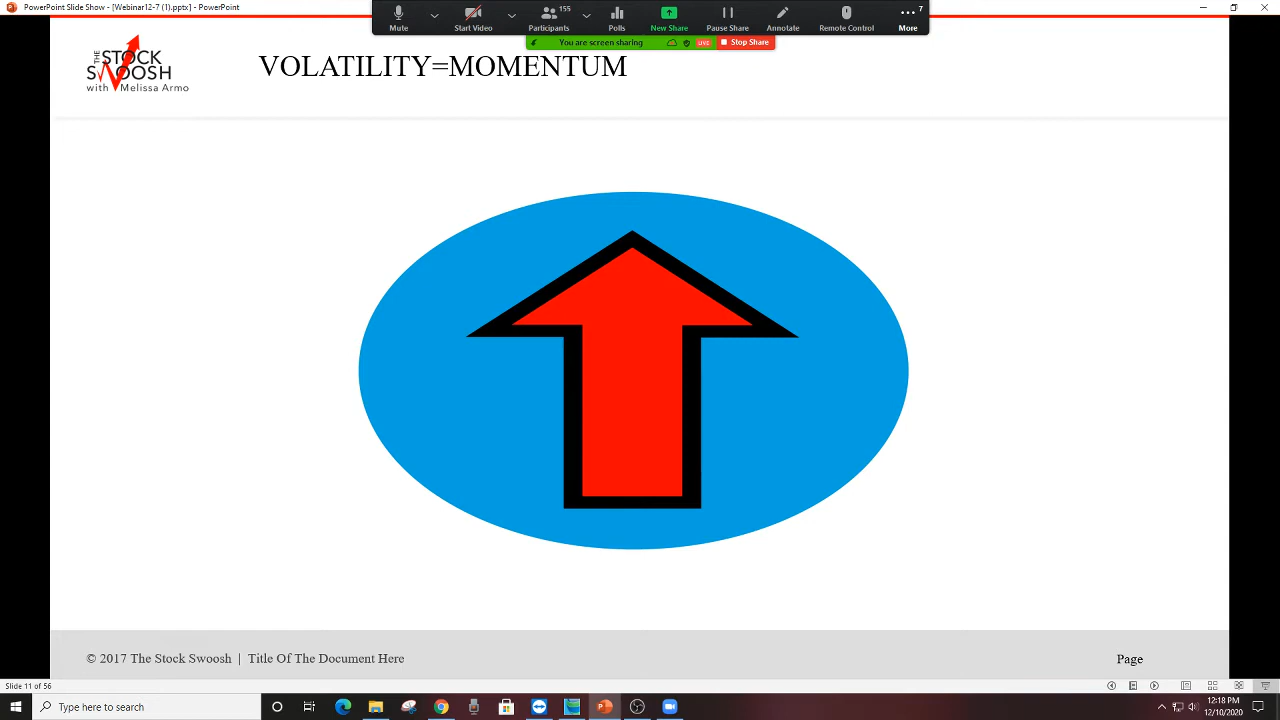 PowerPoint Slide Show - [Webinar12-7 (1).pptx] - PowerPoint
155
7
Mute
Start Video
Participants
Polls
New Share
Pause Share
Annotate
Remote Control
More
You are screen sharing
LIVE
Stop Share
THE STOCK
SWOOSH
with Melissa Armo
VOLATILITY=MOMENTUM
© 2017 The Stock Swoosh | Title Of The Document Here
Page
Slide 11 of 56
Type here to search
12:18 PM
12/10/2020